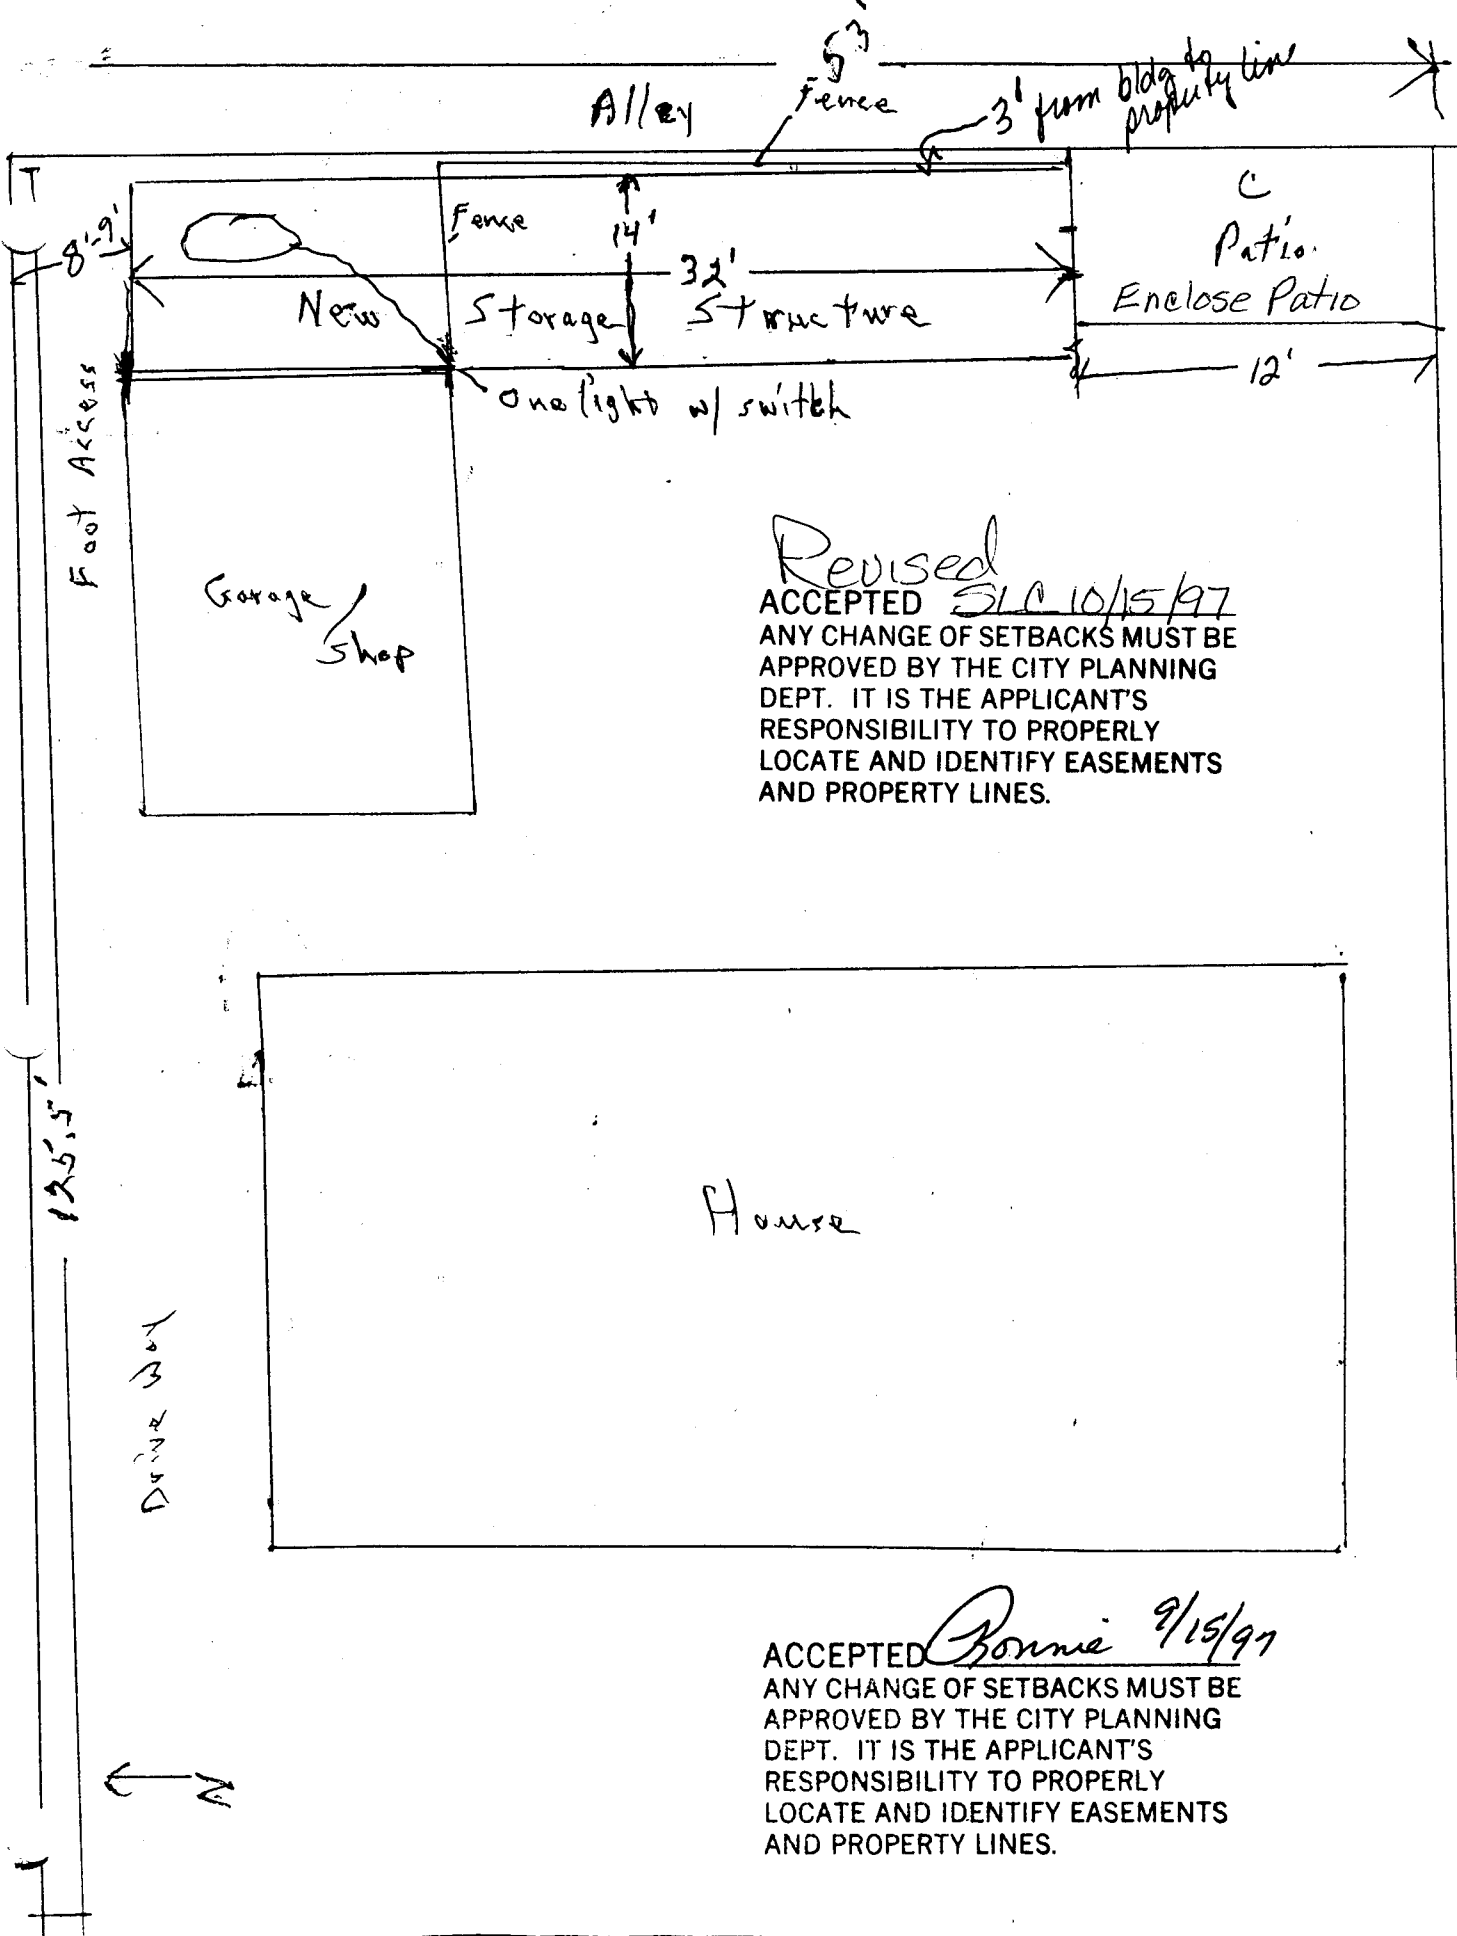 53'
Alley
Fence
3' from bldg to
property line
8'-9'
Fence
14'
32'
New Storage Structure
C
Patio
Enclose Patio
12'
One light w/ switch
Foot Access
Garage /
Shop
Revised
ACCEPTED SLC 10/15/97
ANY CHANGE OF SETBACKS MUST BE
APPROVED BY THE CITY PLANNING
DEPT. IT IS THE APPLICANT'S
RESPONSIBILITY TO PROPERLY
LOCATE AND IDENTIFY EASEMENTS
AND PROPERTY LINES.
125.5'
House
Drive Way
ACCEPTED Ronnie 9/15/97
ANY CHANGE OF SETBACKS MUST BE
APPROVED BY THE CITY PLANNING
DEPT. IT IS THE APPLICANT'S
RESPONSIBILITY TO PROPERLY
LOCATE AND IDENTIFY EASEMENTS
AND PROPERTY LINES.
N